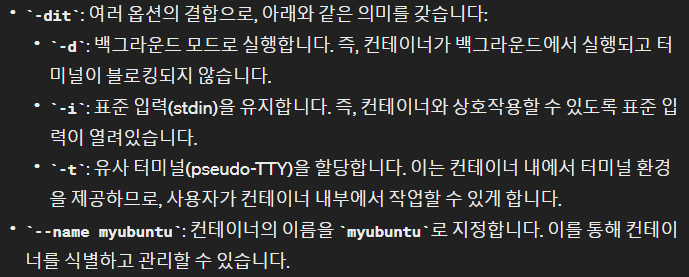 • `-dit`: 여러 옵션의 결합으로, 아래와 같은 의미를 갖습니다:
• `-d`: 백그라운드 모드로 실행합니다. 즉, 컨테이너가 백그라운드에서 실행되고 터
미널이 블로킹되지 않습니다.
• `-i`: 표준 입력(stdin)을 유지합니다. 즉, 컨테이너와 상호작용할 수 있도록 표준 입
력이 열려있습니다.
• `-t`: 유사 터미널(pseudo-TTY)을 할당합니다. 이는 컨테이너 내에서 터미널 환경
을 제공하므로, 사용자가 컨테이너 내부에서 작업할 수 있게 합니다.
• `--name myubuntu`: 컨테이너의 이름을 `myubuntu`로 지정합니다. 이를 통해 컨테이
너를 식별하고 관리할 수 있습니다.